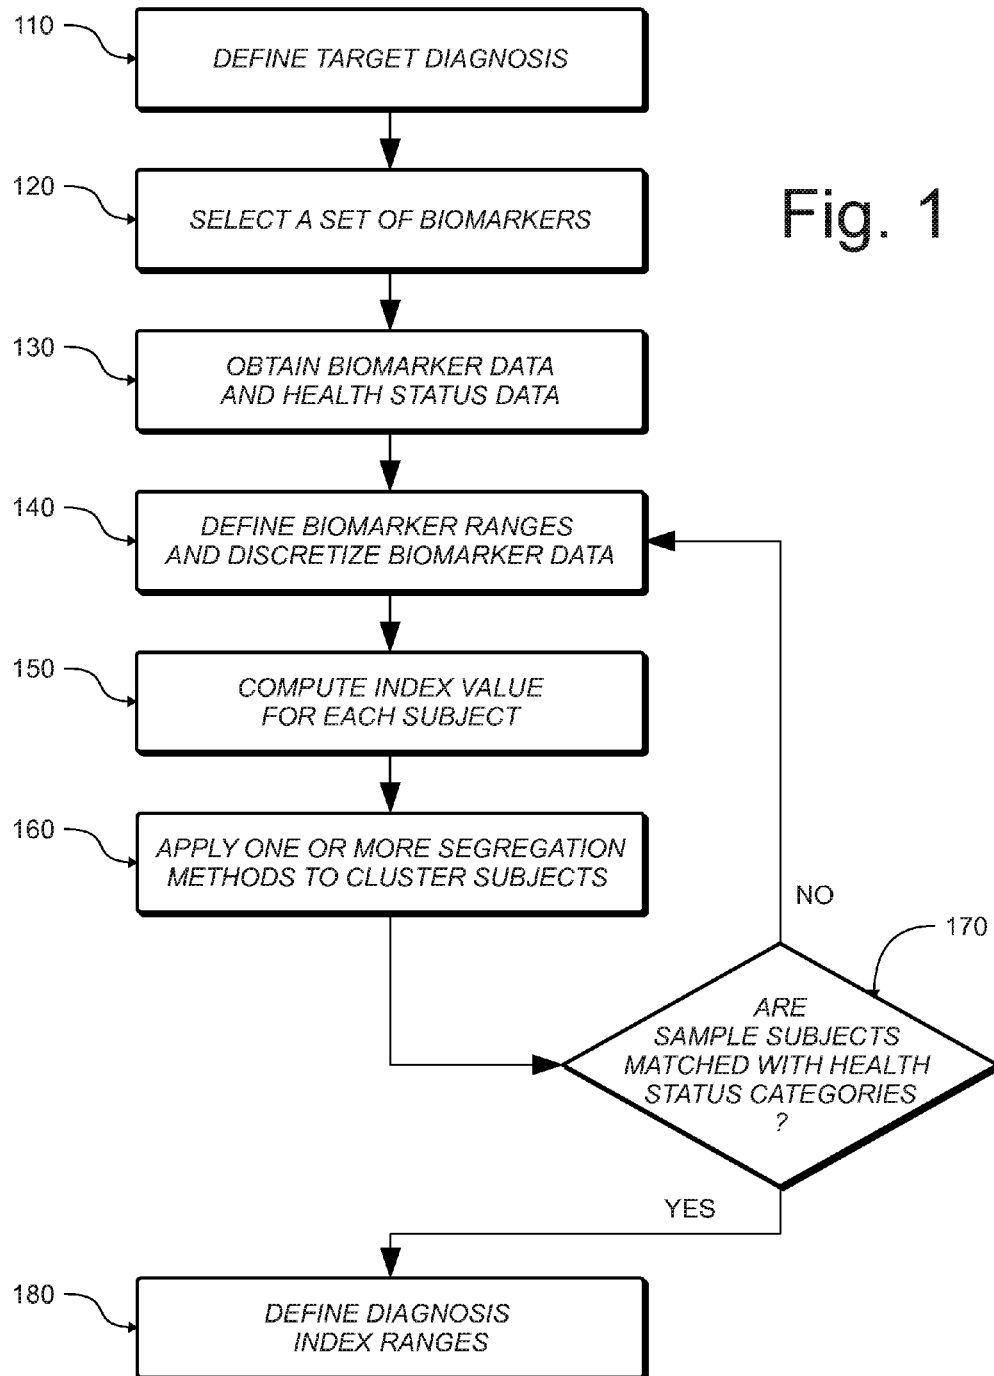 110
DEFINE TARGET DIAGNOSIS
120
SELECT A SET OF BIOMARKERS
Fig. 1
130
OBTAIN BIOMARKER DATA
AND HEALTH STATUS DATA
140
DEFINE BIOMARKER RANGES
AND DISCRETIZE BIOMARKER DATA
150
COMPUTE INDEX VALUE
FOR EACH SUBJECT
160
APPLY ONE OR MORE SEGREGATION
METHODS TO CLUSTER SUBJECTS
NO
170
ARE
SAMPLE SUBJECTS
MATCHED WITH HEALTH
STATUS CATEGORIES
?
YES
180
DEFINE DIAGNOSIS
INDEX RANGES